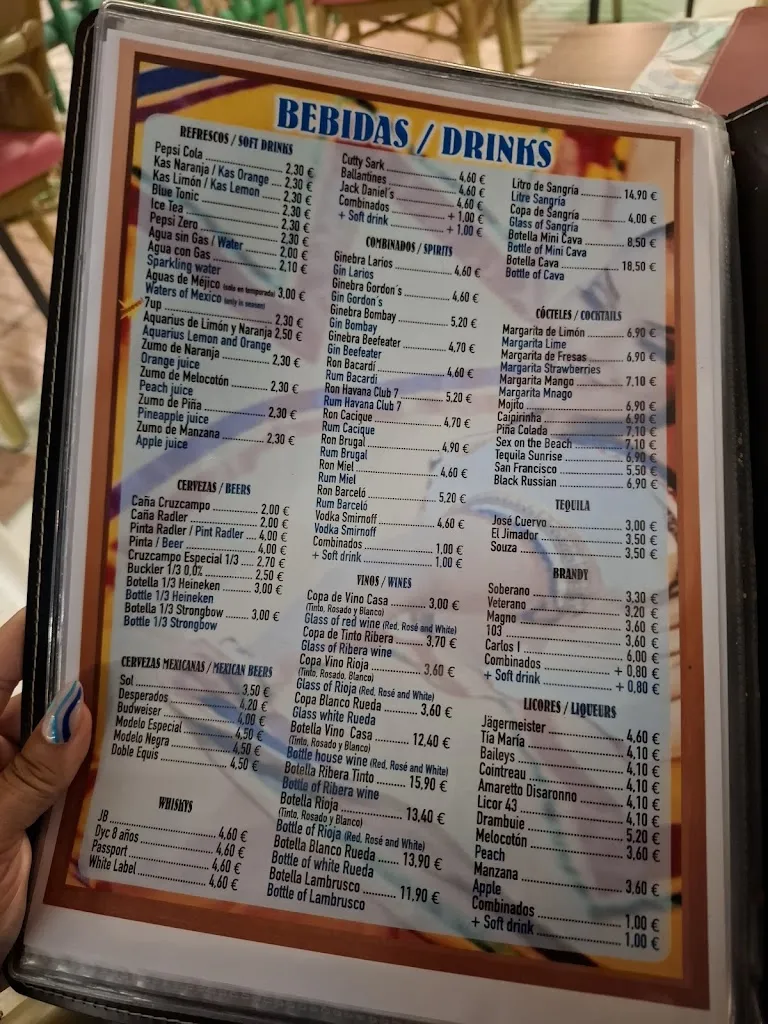 BEBIDAS / DRINKS
REFRESCOS / SOFT DRINKS
Pepsi Cola 2,30 €
Kas Naranja / Kas Orange 2,30 €
Kas Limón / Kas Lemon 2,30 €
Blue Tonic 2,30 €
Ice Tea 2,30 €
Pepsi Zero 2,30 €
Agua sin Gas / Water 2,00 €
Agua con Gas 2,10 €
Sparkling water
Aguas de Méjico (solo en temporada) 3,00 €
Waters of Mexico (only in season)
7up 2,30 €
Aquarius de Limón y Naranja 2,50 €
Aquarius Lemon and Orange
Zumo de Naranja 2,30 €
Orange juice
Zumo de Melocotón 2,30 €
Peach juice
Zumo de Piña 2,30 €
Pineapple juice
Zumo de Manzana 2,30 €
Apple juice
CERVEZAS / BEERS
Caña Cruzcampo 2,00 €
Caña Radler 2,00 €
Pinta Radler / Pint Radler 4,00 €
Pinta / Beer 4,00 €
Cruzcampo Especial 1/3 2,70 €
Buckler 1/3 0,0% 2,50 €
Botella 1/3 Heineken 3,00 €
Bottle 1/3 Heineken
Botella 1/3 Strongbow 3,00 €
Bottle 1/3 Strongbow
CERVEZAS MEXICANAS / MEXICAN BEERS
Sol 3,50 €
Desperados 4,20 €
Budweiser 4,00 €
Modelo Especial 4,50 €
Modelo Negra 4,50 €
Doble Equis 4,50 €
WHISKYS
JB 4,60 €
Dyc 8 años 4,60 €
Passport 4,60 €
White Label 4,60 €
Cutty Sark 4,60 €
Ballantines 4,60 €
Jack Daniel´s 4,60 €
Combinados + 1,00 €
+ Soft drink + 1,00 €
COMBINADOS / SPIRITS
Ginebra Larios 4,60 €
Gin Larios
Ginebra Gordon´s 4,60 €
Gin Gordon´s
Ginebra Bombay 5,20 €
Gin Bombay
Ginebra Beefeater 4,70 €
Gin Beefeater
Ron Bacardí 4,60 €
Rum Bacardi
Ron Havana Club 7 5,20 €
Rum Havana Club 7
Ron Cacique 4,70 €
Rum Cacique
Ron Brugal 4,90 €
Rum Brugal
Ron Miel 4,60 €
Rum Miel
Ron Barceló 5,20 €
Rum Barceló
Vodka Smirnoff 4,60 €
Vodka Smirnoff
Combinados 1,00 €
+ Soft drink 1,00 €
VINOS / WINES
Copa de Vino Casa 3,00 €
(Tinto, Rosado y Blanco)
Glass of red wine (Red, Rosé and White)
Copa de Tinto Ribera 3,70 €
Glass of Ribera wine
Copa Vino Rioja 3,60 €
(Tinto, Rosado, Blanco)
Glass of Rioja (Red, Rosé and White)
Copa Blanco Rueda 3,60 €
Glass white Rueda
Botella Vino Casa 12,40 €
(Tinto, Rosado y Blanco)
Bottle house wine (Red, Rosé and White)
Botella Ribera Tinto 15,90 €
Bottle of Ribera wine
Botella Rioja 13,40 €
(Tinto, Rosado y Blanco)
Bottle of Rioja (Red, Rosé and White)
Botella Blanco Rueda 13,90 €
Bottle of white Rueda
Botella Lambrusco 11,90 €
Bottle of Lambrusco
Litro de Sangría 14,90 €
Litre Sangría
Copa de Sangría 4,00 €
Glass of Sangría
Botella Mini Cava 8,50 €
Bottle of Mini Cava
Botella Cava 18,50 €
Bottle of Cava
CÓCTELES / COCKTAILS
Margarita de Limón 6,90 €
Margarita Lime
Margarita de Fresas 6,90 €
Margarita Strawberries
Margarita Mango 7,10 €
Margarita Mnago
Mojito 6,90 €
Caipirinha 6,90 €
Piña Colada 7,10 €
Sex on the Beach 7,10 €
Tequila Sunrise 6,90 €
San Francisco 5,50 €
Black Russian 6,90 €
TEQUILA
José Cuervo 3,00 €
El Jimador 3,50 €
Souza 3,50 €
BRANDY
Soberano 3,30 €
Veterano 3,20 €
Magno 3,60 €
103 3,60 €
Carlos I 6,00 €
Combinados + 0,80 €
+ Soft drink + 0,80 €
LICORES / LIQUEURS
Jägermeister 4,60 €
Tía María 4,10 €
Baileys 4,10 €
Cointreau 4,10 €
Amaretto Disaronno 4,10 €
Licor 43 4,10 €
Drambuie 5,20 €
Melocotón 3,60 €
Peach
Manzana 3,60 €
Apple
Combinados 1,00 €
+ Soft drink 1,00 €